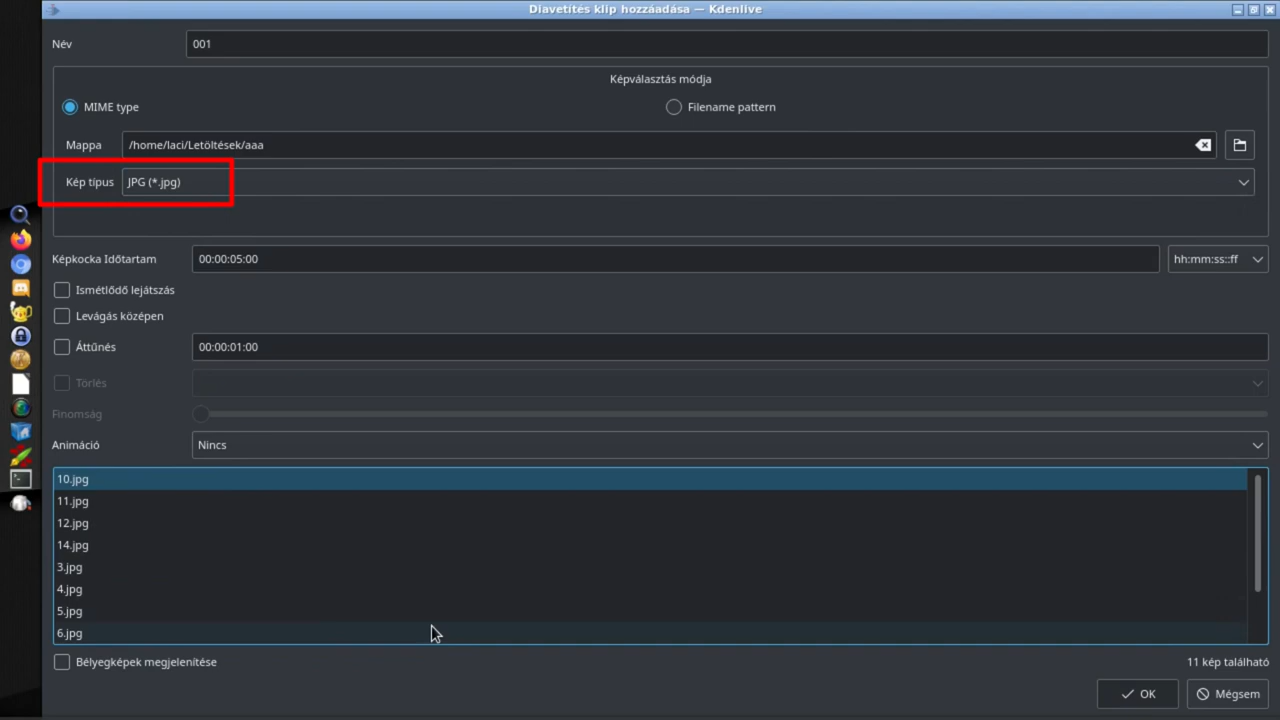 Diavetítés klip hozzáadása — Kdenlive
Név 001
Képválasztás módja
MIME type Filename pattern
Mappa /home/laci/Letöltések/aaa
Kép típus JPG (*.jpg)
Képkocka Időtartam 00:00:05:00 hh:mm:ss::ff
Ismétlődő lejátszás
Levágás középen
Áttűnés 00:00:01:00
Törlés
Finomság
Animáció Nincs
10.jpg
11.jpg
12.jpg
14.jpg
3.jpg
4.jpg
5.jpg
6.jpg
Bélyegképek megjelenítése 11 kép található
OK Mégsem